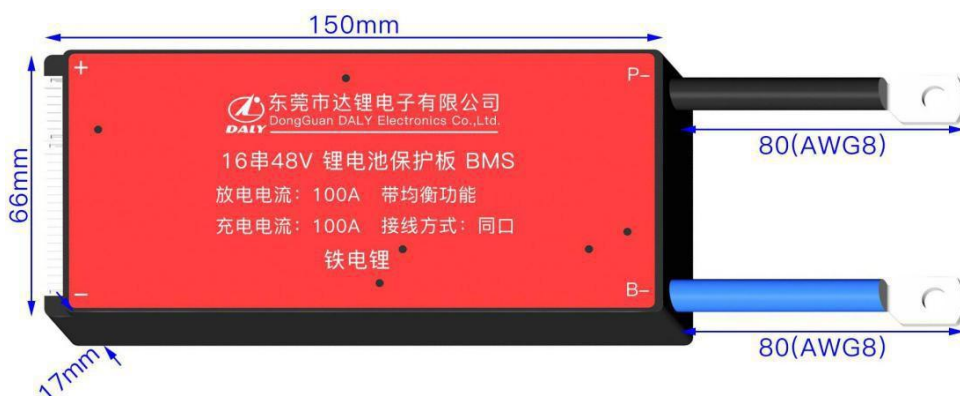 150mm
66mm
17mm
+
P-
DALY
东莞市达锂电子有限公司
DongGuan DALY Electronics Co.,Ltd.
16串48V 锂电池保护板 BMS
放电电流：100A 带均衡功能
充电电流：100A 接线方式：同口
铁电锂
-
B-
80(AWG8)
80(AWG8)